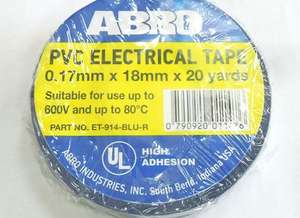 ABRO
PVC ELECTRICAL TAPE
0.17mm x 18mm x 20 yards
Suitable for use up to
600V and up to 80°C
PART NO. ET-914-BLU-R
UL
HIGH
ADHESION
ABRO INDUSTRIES, INC. South Bend, Indiana USA